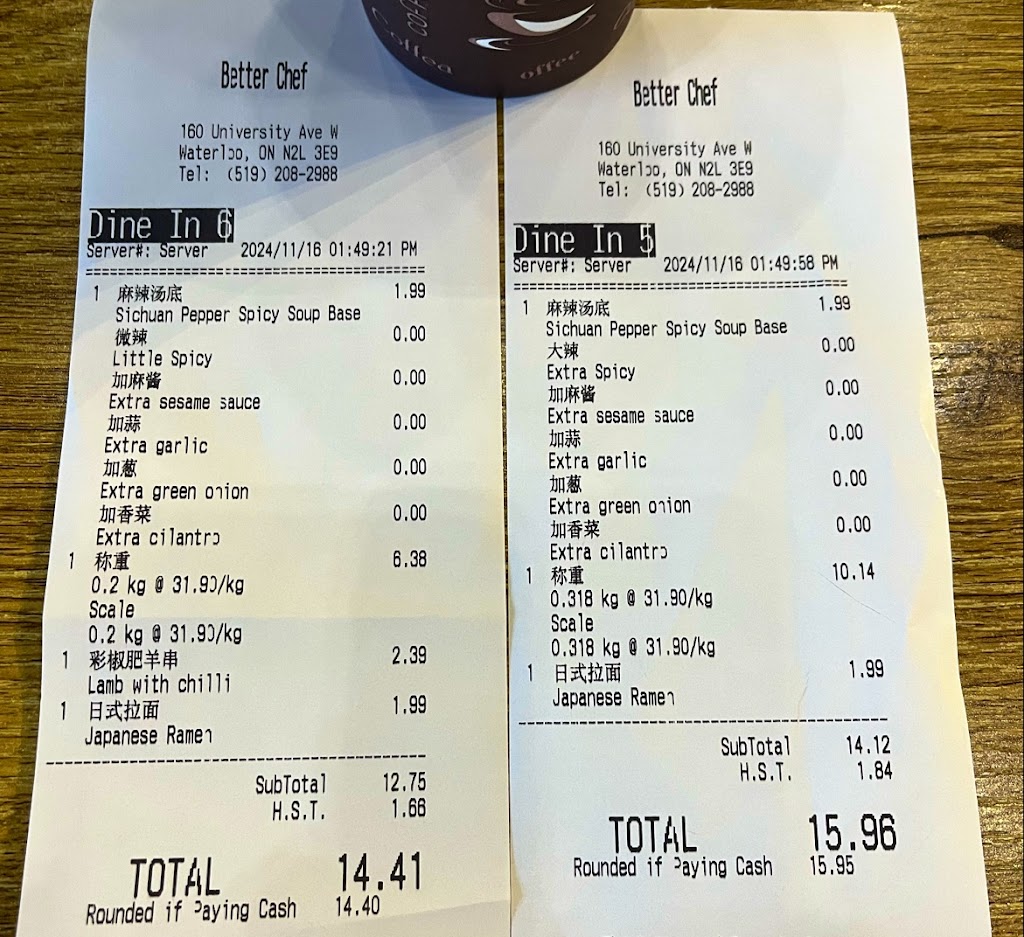 Coffea
offee
Better Chef
160 University Ave W
Waterloo, ON N2L 3E9
Tel: (519) 208-2988
Dine In 6
Server#: Server 2024/11/16 01:49:21 PM
1 麻辣汤底 1.99
Sichuan Pepper Spicy Soup Base
微辣 0.00
Little Spicy
加麻酱 0.00
Extra sesame sauce
加蒜 0.00
Extra garlic
加葱 0.00
Extra green onion
加香菜 0.00
Extra cilantro
1 称重 6.38
0.2 kg @ 31.90/kg
Scale
0.2 kg @ 31.90/kg
1 彩椒肥羊串 2.39
Lamb with chilli
1 日式拉面 1.99
Japanese Ramen
SubTotal 12.75
H.S.T. 1.66
TOTAL 14.41
Rounded if Paying Cash 14.40
Better Chef
160 University Ave W
Waterloo, ON N2L 3E9
Tel: (519) 208-2988
Dine In 5
Server#: Server 2024/11/16 01:49:58 PM
1 麻辣汤底 1.99
Sichuan Pepper Spicy Soup Base
大辣 0.00
Extra Spicy
加麻酱 0.00
Extra sesame sauce
加蒜 0.00
Extra garlic
加葱 0.00
Extra green onion
加香菜 0.00
Extra cilantro
1 称重 10.14
0.318 kg @ 31.90/kg
Scale
0.318 kg @ 31.90/kg
1 日式拉面 1.99
Japanese Ramen
SubTotal 14.12
H.S.T. 1.84
TOTAL 15.96
Rounded if Paying Cash 15.95